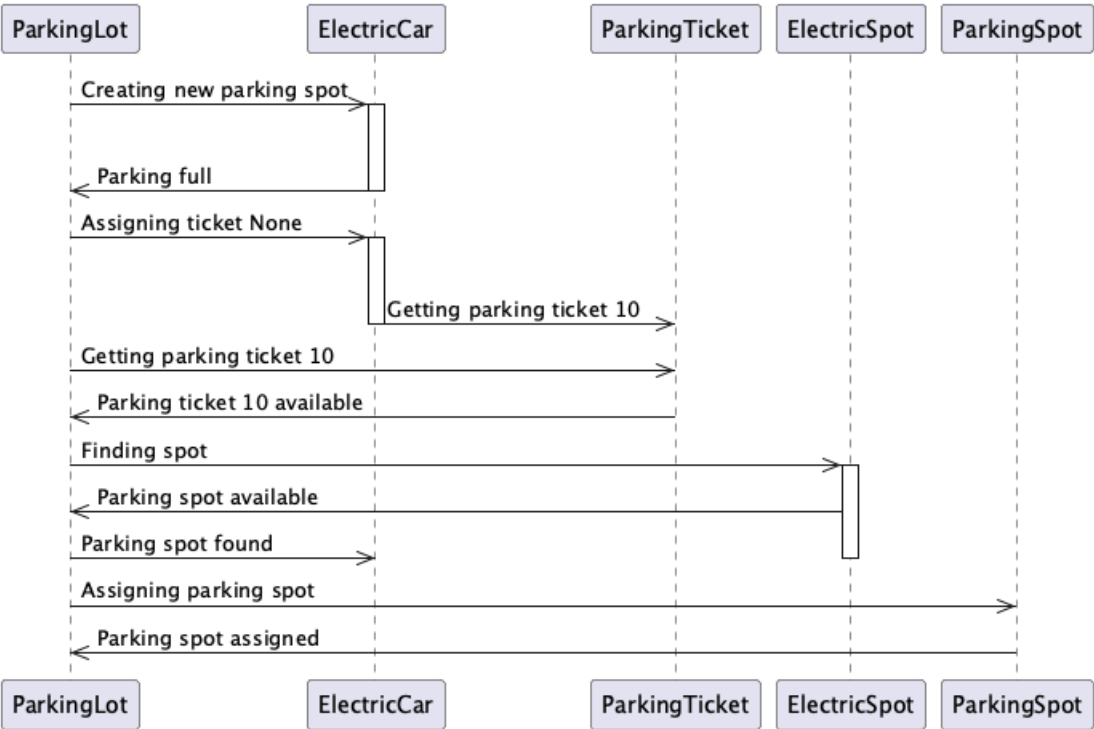 ParkingLot ElectricCar ParkingTicket ElectricSpot ParkingSpot
Creating new parking spot
Parking full
Assigning ticket None
Getting parking ticket 10
Getting parking ticket 10
Parking ticket 10 available
Finding spot
Parking spot available
Parking spot found
Assigning parking spot
Parking spot assigned
ParkingLot ElectricCar ParkingTicket ElectricSpot ParkingSpot